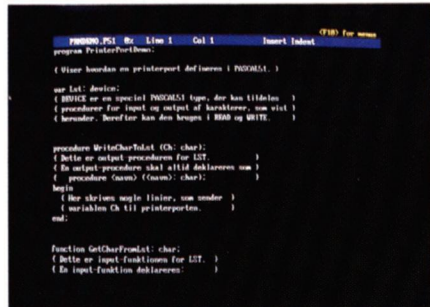 <F10> for menus
PANDEMO.PS1 Line 1 Col 1 Insert Indent
program PrinterPortDemo;
{ Viser hvordan en printerport defineres i PASCAL51. }
var Lst: device;
{ DEVICE er en speciel PASCAL51 type, der kan tildeles }
{ procedurer for input og output af karakterer, som vist }
{ herunder. Derefter kan den bruges i READ og WRITE. }
procedure WriteCharToLst (Ch: char);
{ Dette er output proceduren for LST. }
{ En output-procedure skal altid deklareres som }
{ procedure (navn) ((navn): char); }
begin
{ Her skrives nogle linier, som sender }
{ variablen Ch til printerporten. }
end;
function GetCharFromLst: char;
{ Dette er input-funktionen for LST. }
{ En input-funktion deklareres: }